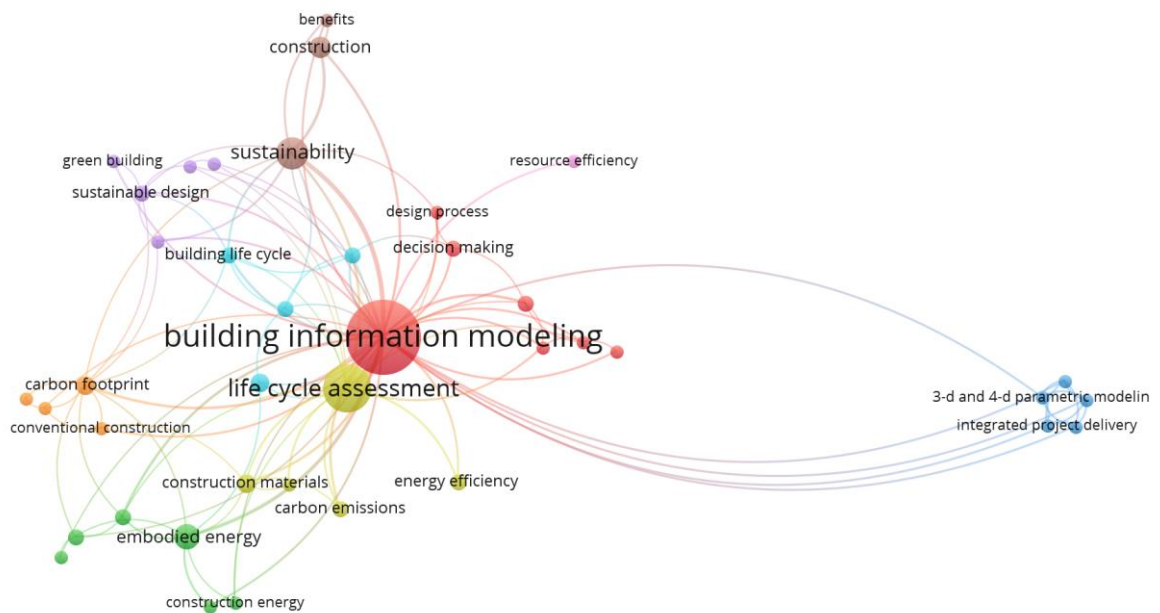 benefits
construction
sustainability
green building
resource efficiency
sustainable design
design process
decision making
building life cycle
building information modeling
life cycle assessment
carbon footprint
3-d and 4-d parametric modelin
conventional construction
integrated project delivery
construction materials
energy efficiency
carbon emissions
embodied energy
construction energy